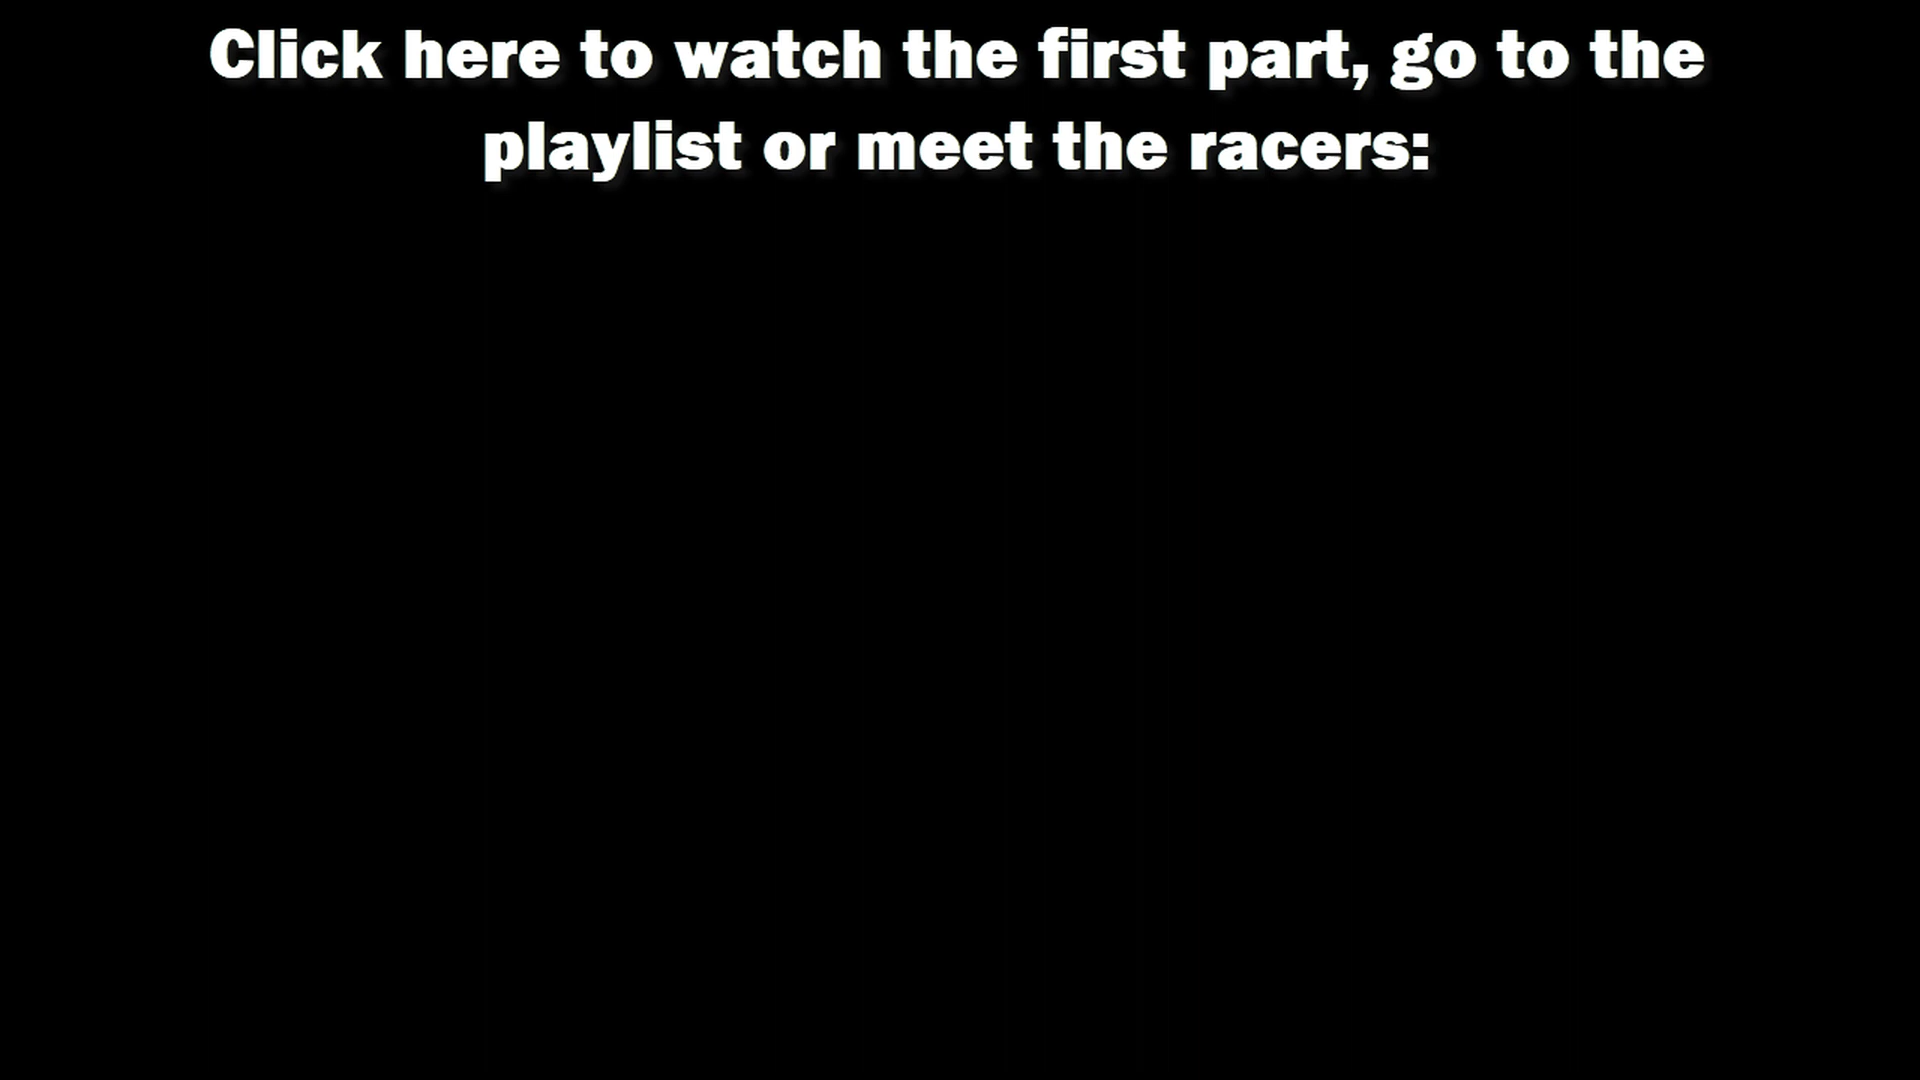 Click here to watch the first part, go to the
playlist or meet the racers: